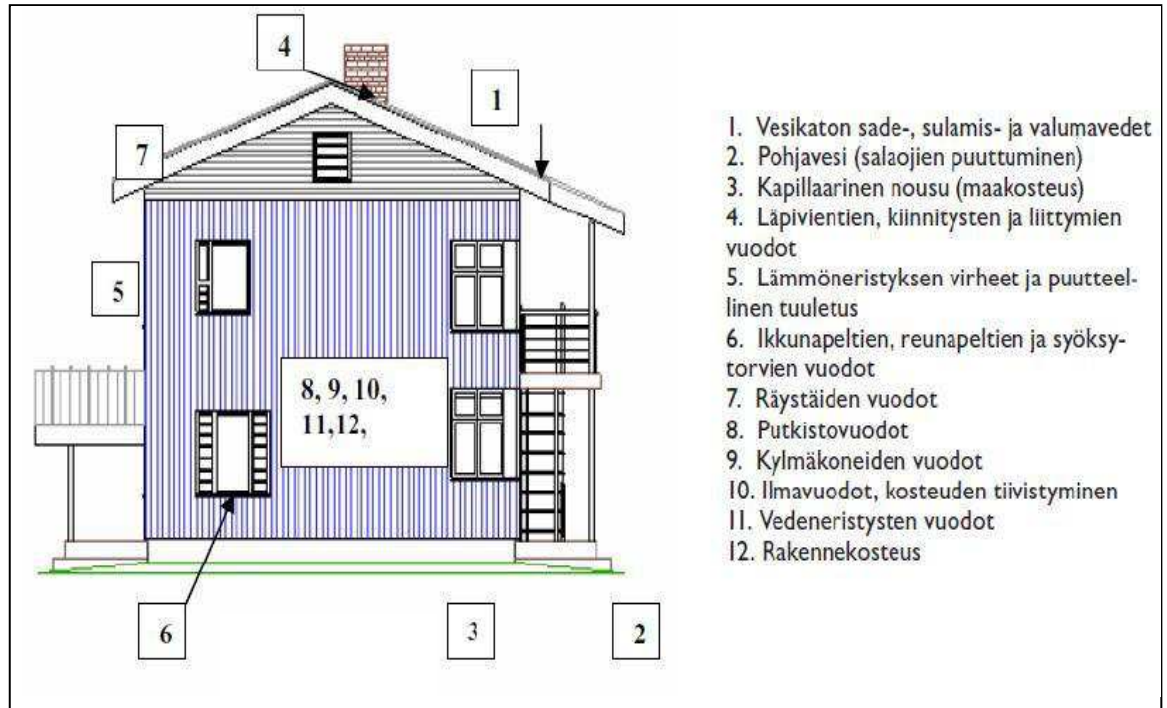 4
1
7
5
8, 9, 10,
11,12,
6
3
2
1. Vesikaton sade-, sulamis- ja valumavedet
2. Pohjavesi (salaojien puuttuminen)
3. Kapillaarinen nousu (maakosteus)
4. Läpivientien, kiinnitysten ja liittymien
vuodot
5. Lämmöneristyksen virheet ja puutteel-
linen tuuletus
6. Ikkunapeltien, reunapeltien ja syöksy-
torvien vuodot
7. Räystäiden vuodot
8. Putkistovuodot
9. Kylmäkoneiden vuodot
10. Ilmavuodot, kosteuden tiivistyminen
11. Vedeneristysten vuodot
12. Rakennekosteus